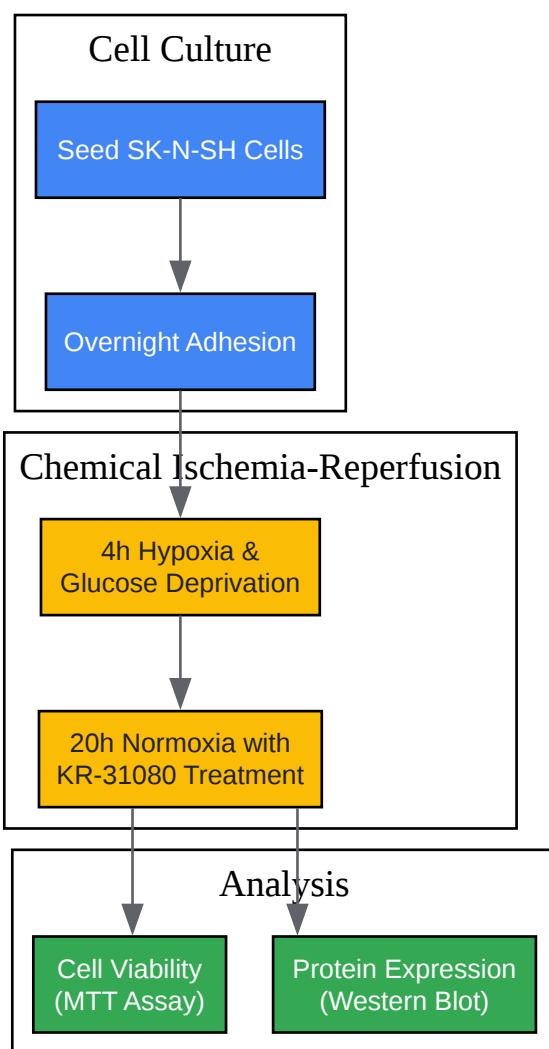 Cell Culture
Seed SK-N-SH Cells
Overnight Adhesion
Chemical Ischemia-Reperfusion
4h Hypoxia &
Glucose Deprivation
20h Normoxia with
KR-31080 Treatment
Analysis
Cell Viability
(MTT Assay)
Protein Expression
(Western Blot)